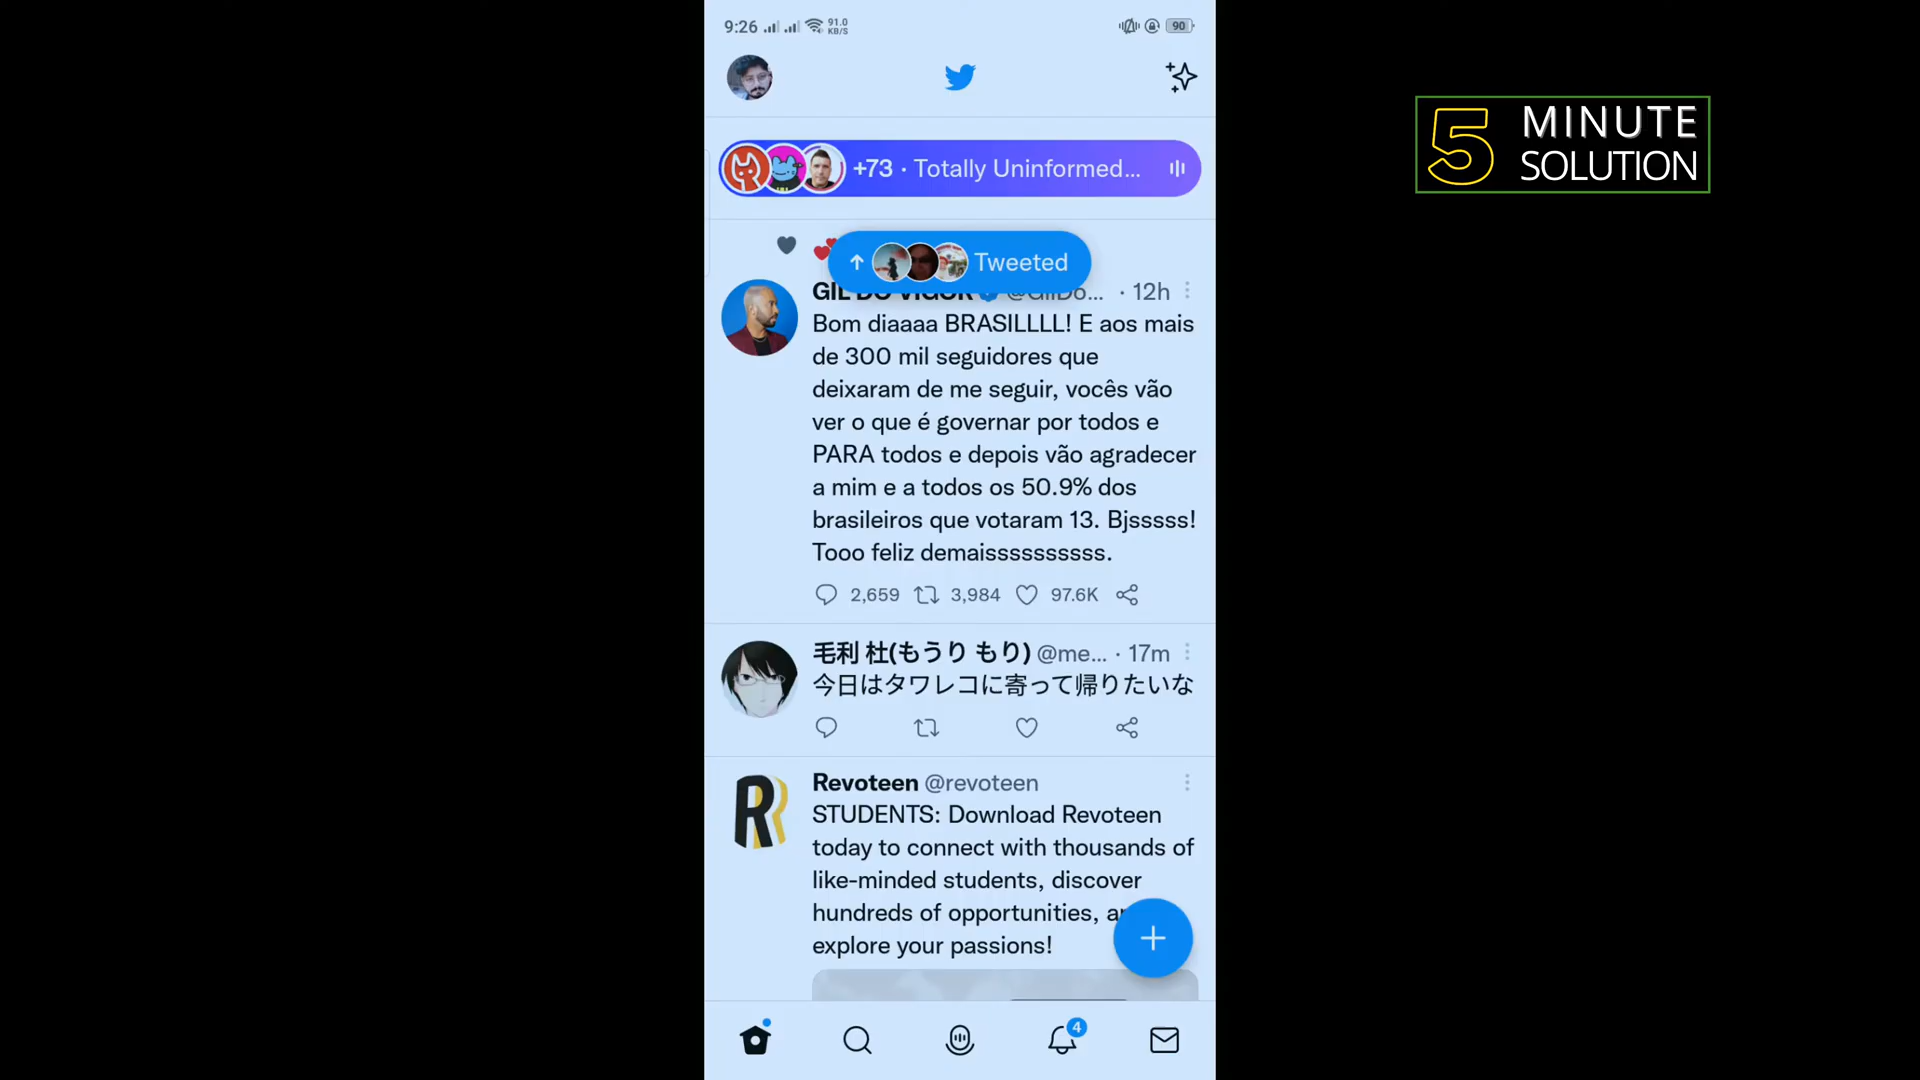 9:26 91.0 KB/S 90
5 MINUTE SOLUTION
+73 · Totally Uninformed...
Tweeted
GIL DO VIGOR @GilDo... · 12h
Bom diaaaa BRASILLLL! E aos mais
de 300 mil seguidores que
deixaram de me seguir, vocês vão
ver o que é governar por todos e
PARA todos e depois vão agradecer
a mim e a todos os 50.9% dos
brasileiros que votaram 13. Bjsssss!
Tooo feliz demaissssssssss.
2,659 3,984 97.6K
毛利 杜(もうり もり) @me... · 17m
今日はタワレコに寄って帰りたいな
Revoteen @revoteen
STUDENTS: Download Revoteen
today to connect with thousands of
like-minded students, discover
hundreds of opportunities,
explore your passions!
4